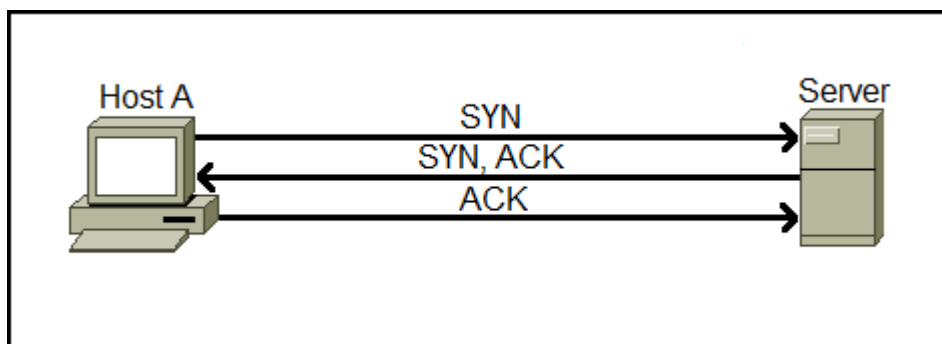 Host A
Server
SYN
SYN, ACK
ACK